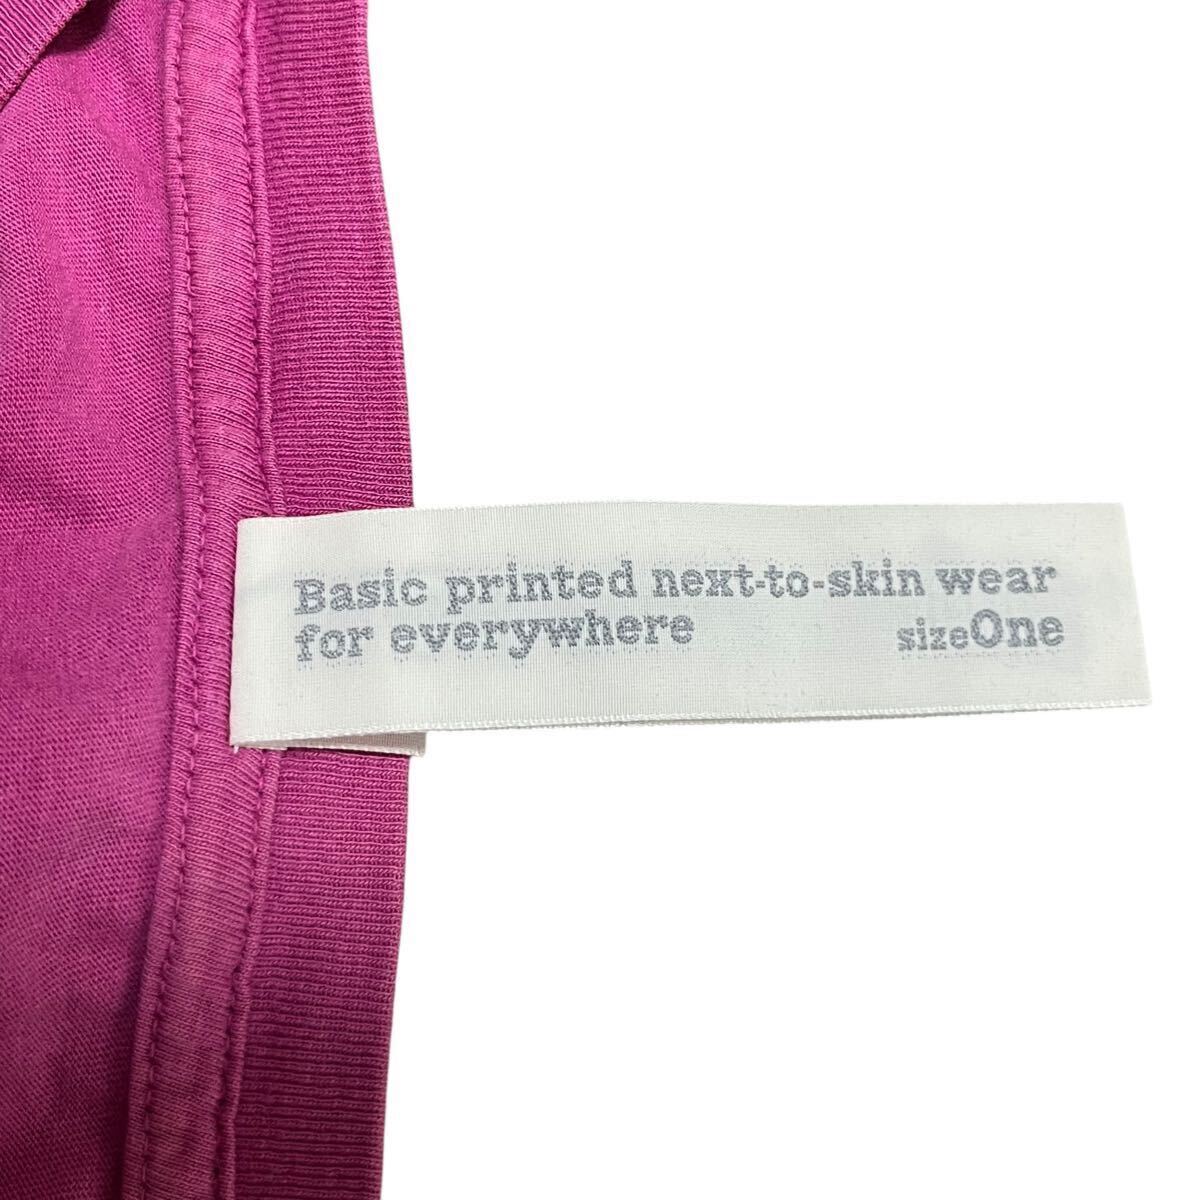 Basic printed next-to-skin wear
for everywhere sizeOne